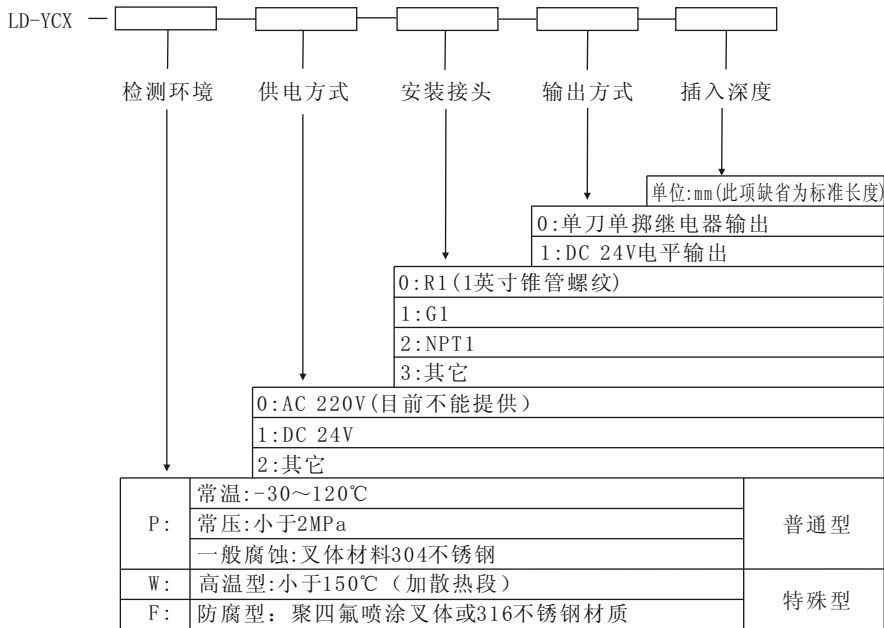 LD-YCX
检测环境 供电方式 安装接头 输出方式 插入深度
单位:mm(此项缺省为标准长度)
0:单刀单掷继电器输出
1:DC 24V电平输出
0:R1(1英寸锥管螺纹)
1:G1
2:NPT1
3:其它
0:AC 220V(目前不能提供)
1:DC 24V
2:其它
P:
常温:-30~120℃
常压:小于2MPa
一般腐蚀:叉体材料304不锈钢
普通型
W: 高温型:小于150℃（加散热段）
F: 防腐型：聚四氟喷涂叉体或316不锈钢材质
特殊型